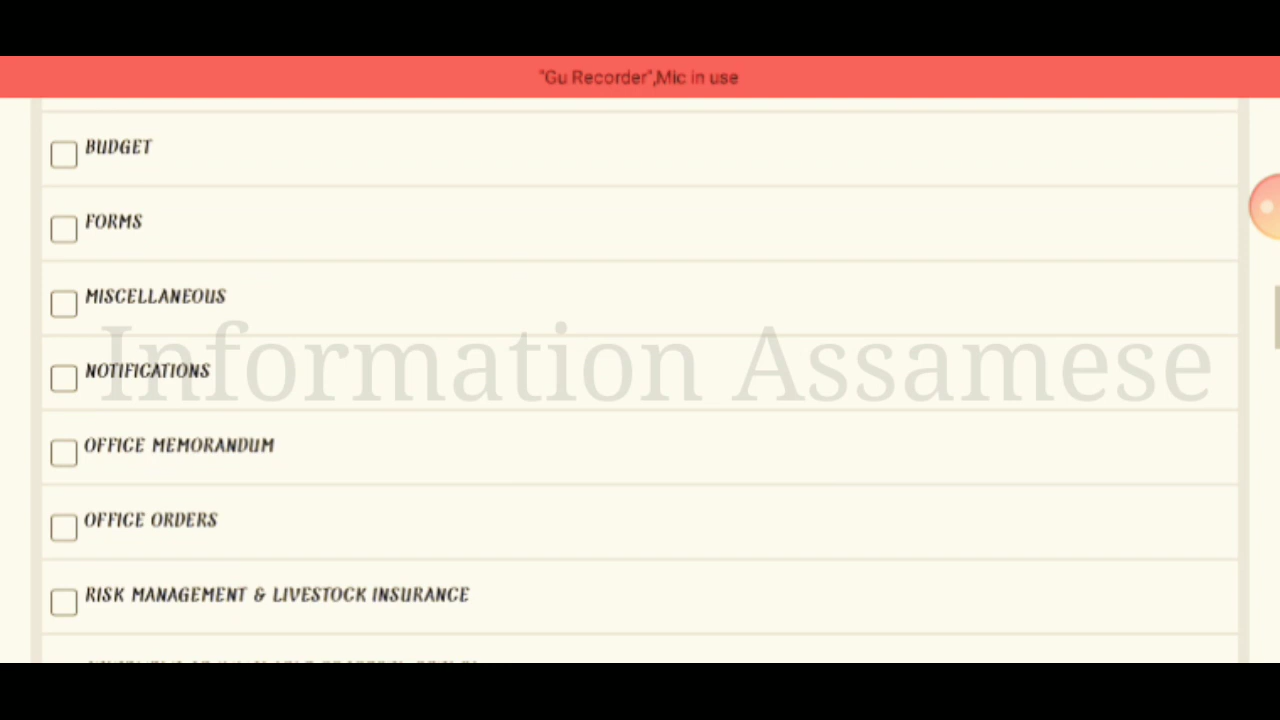 "Gu Recorder",Mic in use
BUDGET
FORMS
MISCELLANEOUS
Information Assamese
NOTIFICATIONS
OFFICE MEMORANDUM
OFFICE ORDERS
RISK MANAGEMENT & LIVESTOCK INSURANCE